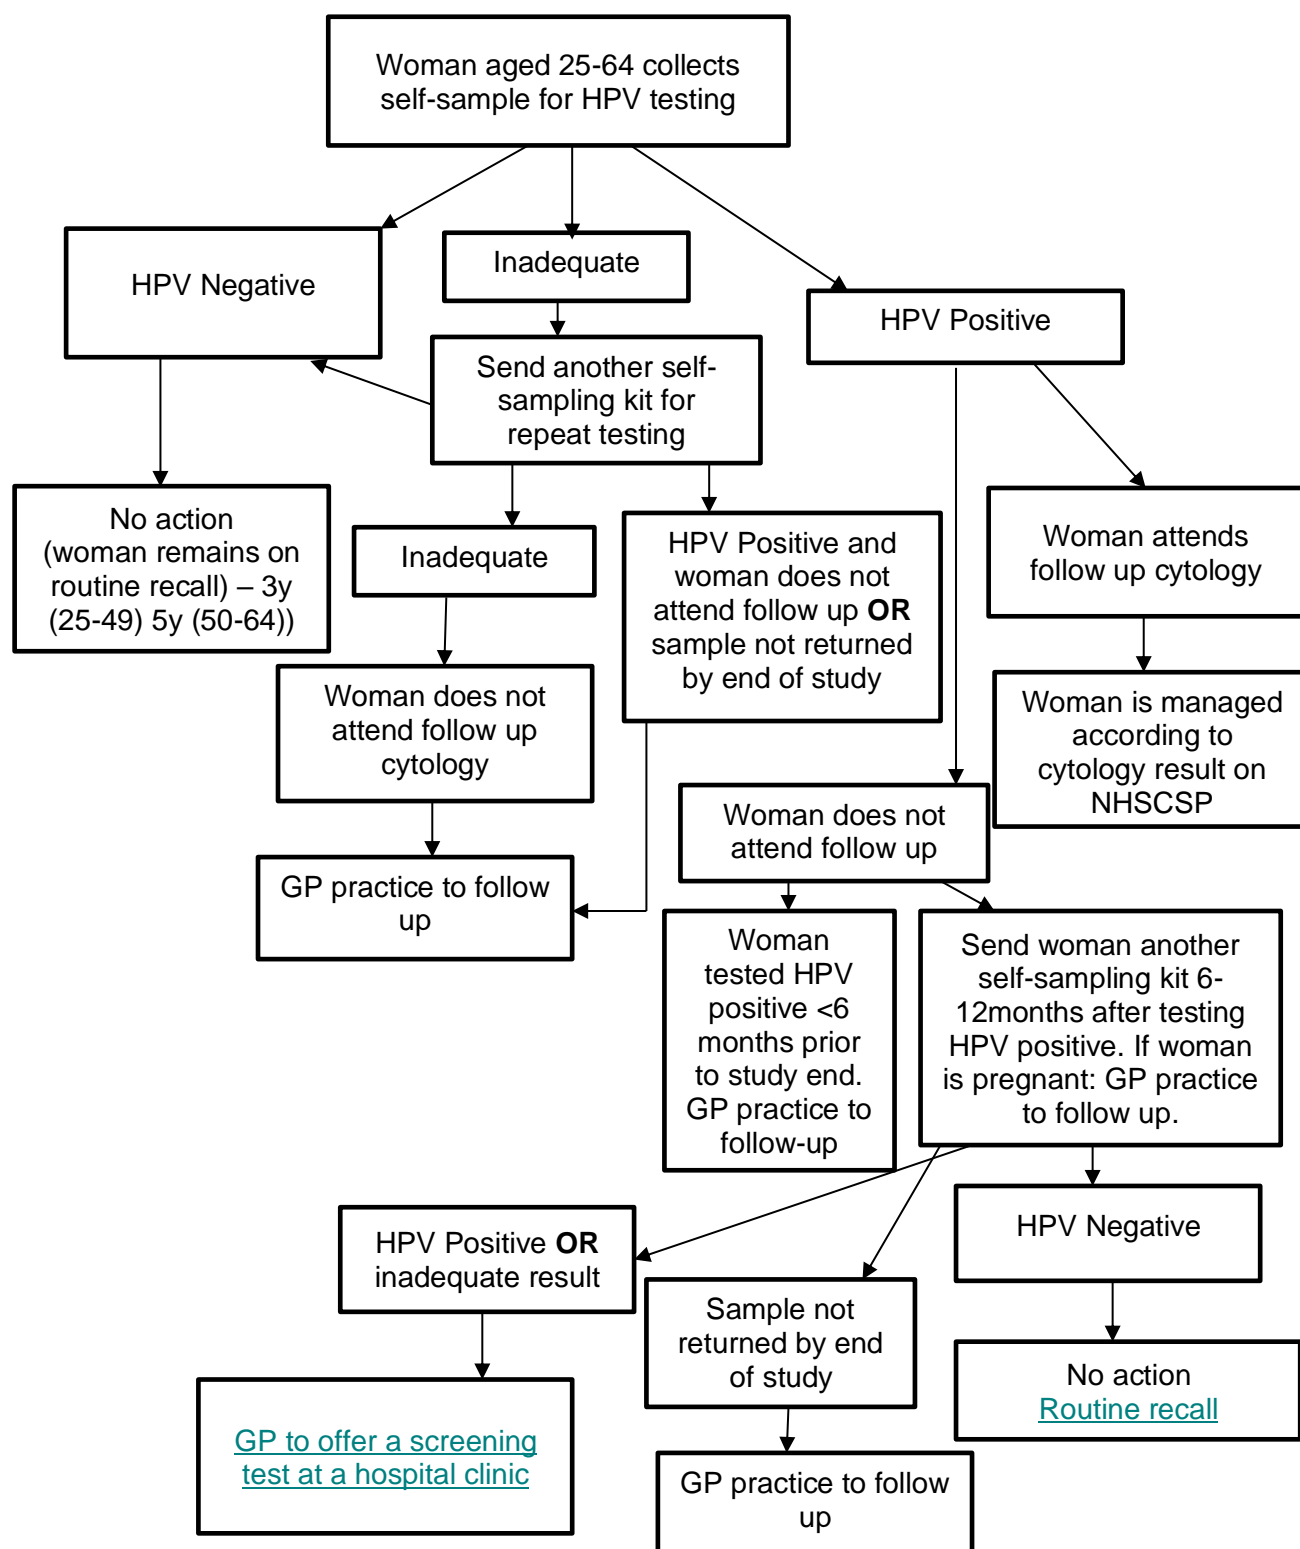 Woman aged 25-64 collects
self-sample for HPV testing
HPV Negative
Inadequate
HPV Positive
Send another self-
sampling kit for
repeat testing
No action
(woman remains on
routine recall) – 3y
(25-49) 5y (50-64))
Inadequate
HPV Positive and
woman does not
attend follow up OR
sample not returned
by end of study
Woman attends
follow up cytology
Woman does not
attend follow up
cytology
Woman is managed
according to
cytology result on
NHSCSP
Woman does not
attend follow up
GP practice to follow
up
Woman
tested HPV
positive <6
months prior
to study end.
GP practice to
follow-up
Send woman another
self-sampling kit 6-
12months after testing
HPV positive. If woman
is pregnant: GP practice
to follow up.
HPV Positive OR
inadequate result
Sample not
returned by end
of study
HPV Negative
GP to offer a screening
test at a hospital clinic
No action
Routine recall
GP practice to follow
up